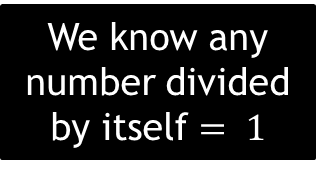 We know any
number divided
by itself = 1